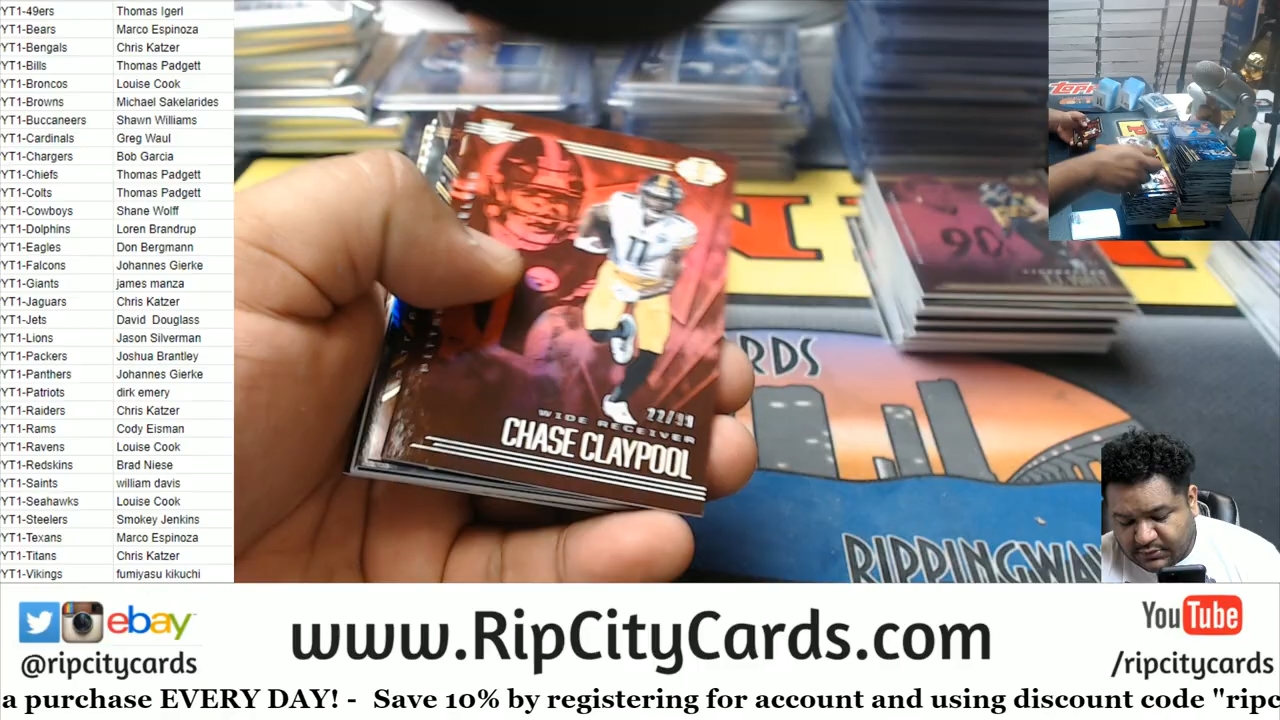 YT1-49ers Thomas Igerl
YT1-Bears Marco Espinoza
YT1-Bengals Chris Katzer
YT1-Bills Thomas Padgett
YT1-Broncos Louise Cook
YT1-Browns Michael Sakelarides
YT1-Buccaneers Shawn Williams
YT1-Cardinals Greg Waul
YT1-Chargers Bob Garcia
YT1-Chiefs Thomas Padgett
YT1-Colts Thomas Padgett
YT1-Cowboys Shane Wolff
YT1-Dolphins Loren Brandrup
YT1-Eagles Don Bergmann
YT1-Falcons Johannes Gierke
YT1-Giants james manza
YT1-Jaguars Chris Katzer
YT1-Jets David Douglass
YT1-Lions Jason Silverman
YT1-Packers Joshua Brantley
YT1-Panthers Johannes Gierke
YT1-Patriots dirk emery
YT1-Raiders Chris Katzer
YT1-Rams Cody Eisman
YT1-Ravens Louise Cook
YT1-Redskins Brad Niese
YT1-Saints william davis
YT1-Seahawks Louise Cook
YT1-Steelers Smokey Jenkins
YT1-Texans Marco Espinoza
YT1-Titans Chris Katzer
YT1-Vikings fumiyasu kikuchi
11
22/99
WIDE RECEIVER
CHASE CLAYPOOL
90
RDS
RIPPINGWA
TOPPS
ebay
@ripcitycards
www.RipCityCards.com
YouTube
/ripcitycards
a purchase EVERY DAY! - Save 10% by registering for account and using discount code "ripc